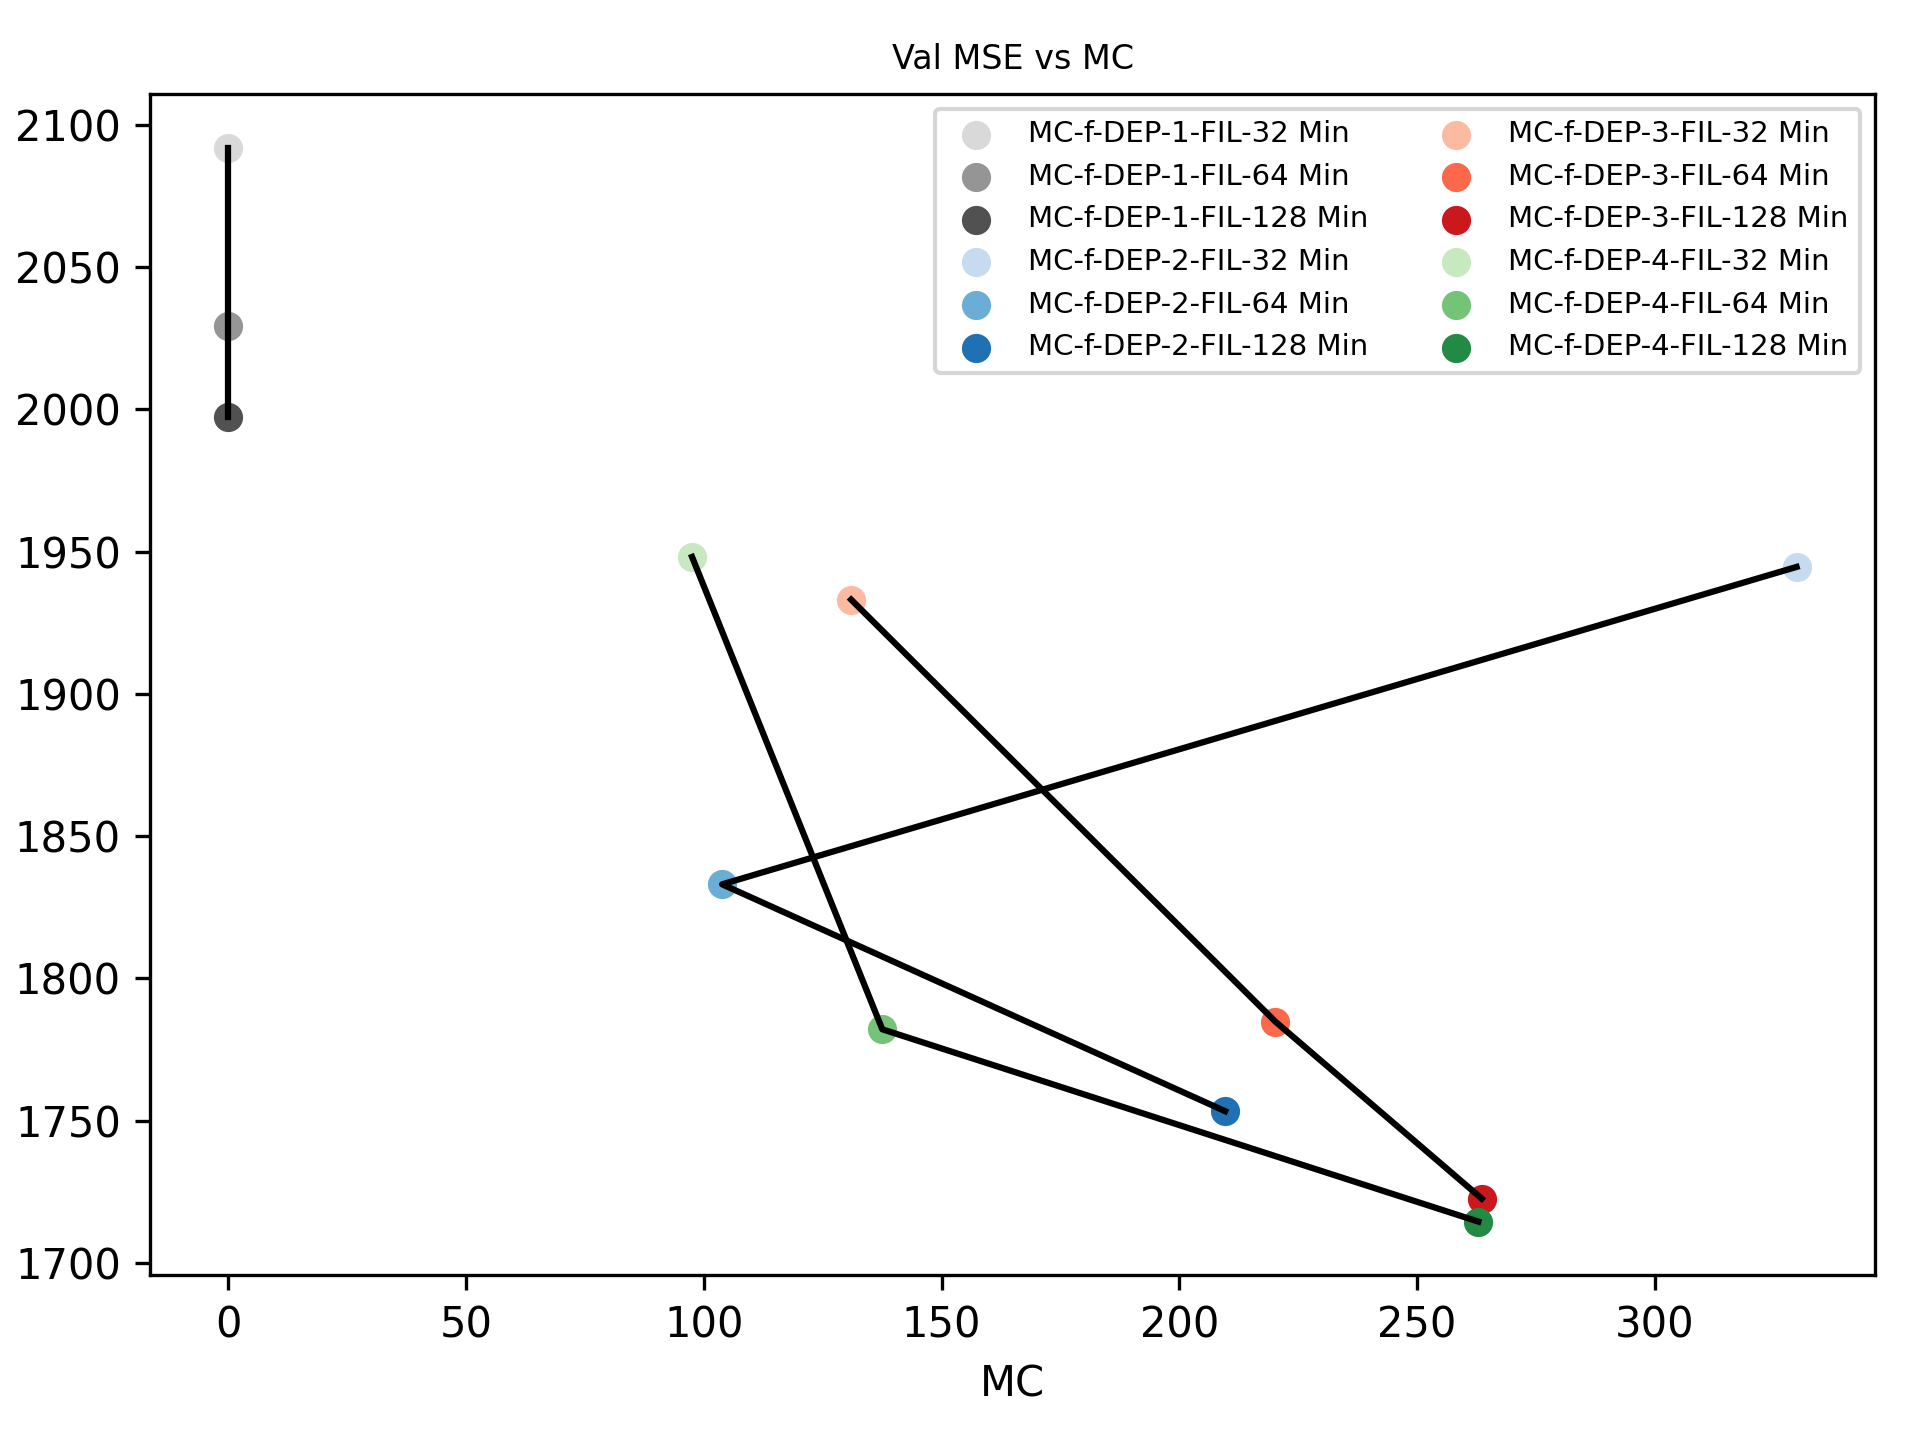 Val MSE vs MC
2100
2050
2000
1950
1900
1850
1800
1750
1700
MC-f-DEP-1-FIL-32 Min
MC-f-DEP-1-FIL-64 Min
MC-f-DEP-1-FIL-128 Min
MC-f-DEP-2-FIL-32 Min
MC-f-DEP-2-FIL-64 Min
MC-f-DEP-2-FIL-128 Min
MC-f-DEP-3-FIL-32 Min
MC-f-DEP-3-FIL-64 Min
MC-f-DEP-3-FIL-128 Min
MC-f-DEP-4-FIL-32 Min
MC-f-DEP-4-FIL-64 Min
MC-f-DEP-4-FIL-128 Min
0 50 100 150 200 250 300
MC